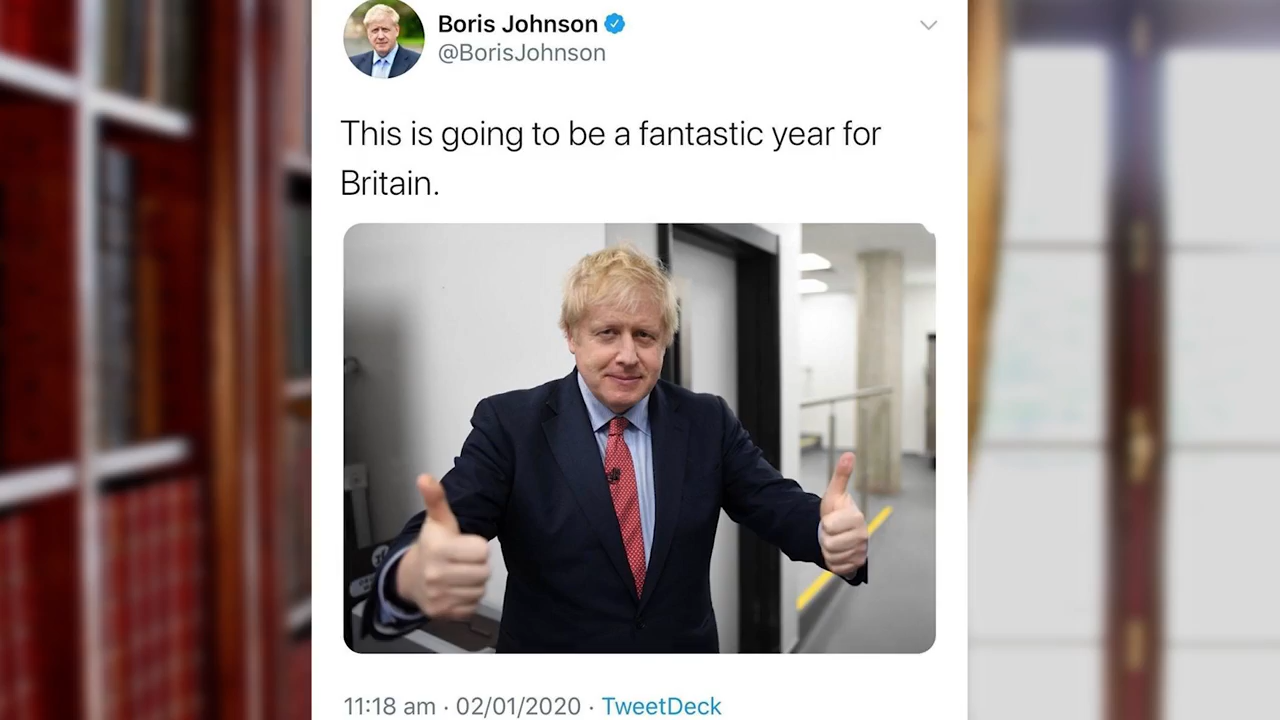 Boris Johnson
@BorisJohnson
This is going to be a fantastic year for
Britain.
11:18 am · 02/01/2020 · TweetDeck